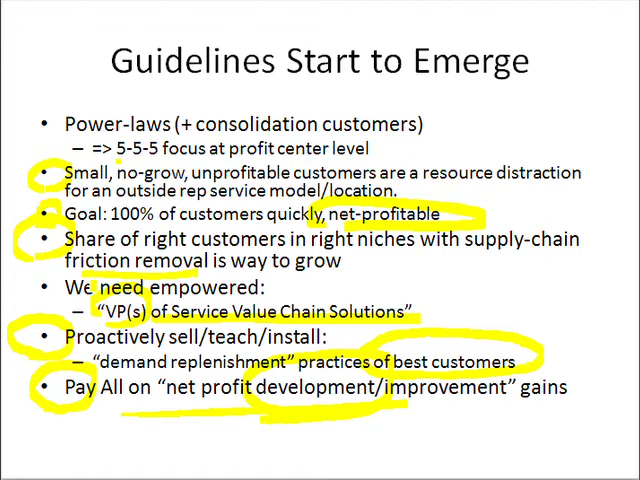 Guidelines Start to Emerge
• Power-laws (+ consolidation customers)
– => 5-5-5 focus at profit center level
• Small, no-grow, unprofitable customers are a resource distraction
for an outside rep service model/location.
• Goal: 100% of customers quickly, net-profitable
• Share of right customers in right niches with supply-chain
friction removal is way to grow
• We need empowered:
– “VP(s) of Service Value Chain Solutions”
• Proactively sell/teach/install:
– “demand replenishment” practices of best customers
• Pay All on “net profit development/improvement” gains